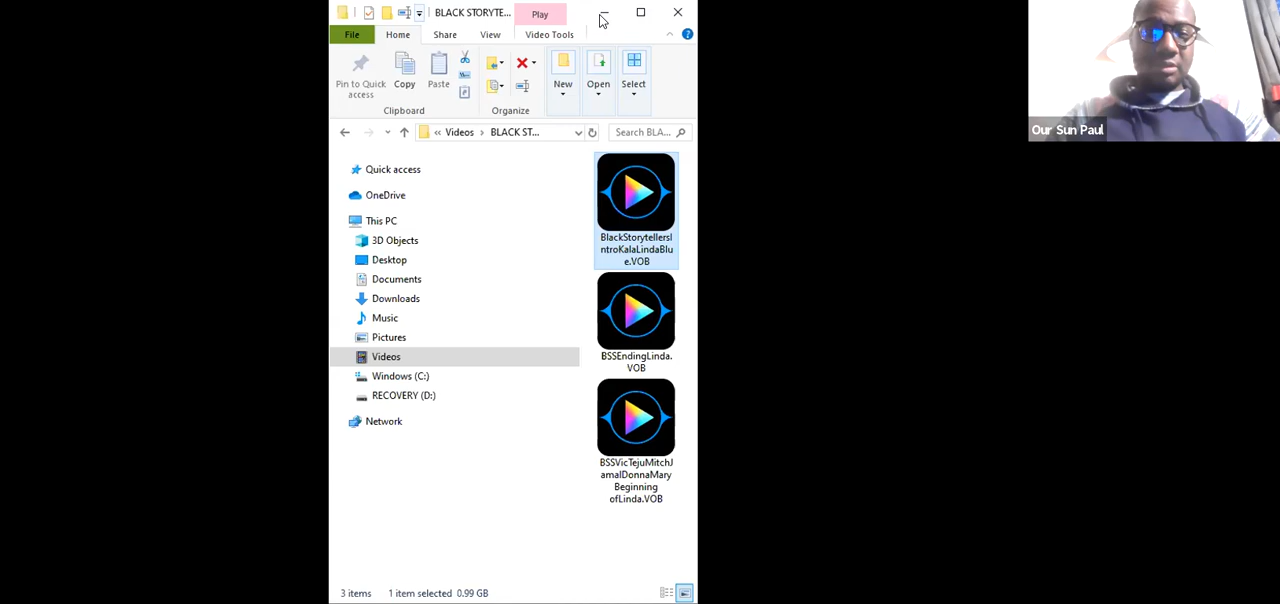 BLACK STORYTE...
Play
File
Home
Share
View
Video Tools
Pin to Quick
access
Copy
Paste
New
Open
Select
Clipboard
Organize
« Videos › BLACK ST...
Search BLA...
Quick access
OneDrive
This PC
3D Objects
Desktop
Documents
Downloads
Music
Pictures
Videos
Windows (C:)
RECOVERY (D:)
Network
BlackStorytellersI
ntroKalaLindaBlu
e.VOB
BSSEndingLinda.
VOB
BSSVicTejuMitchJ
amalDonnaMary
Beginning
ofLinda.VOB
3 items
1 item selected 0.99 GB
Our Sun Paul